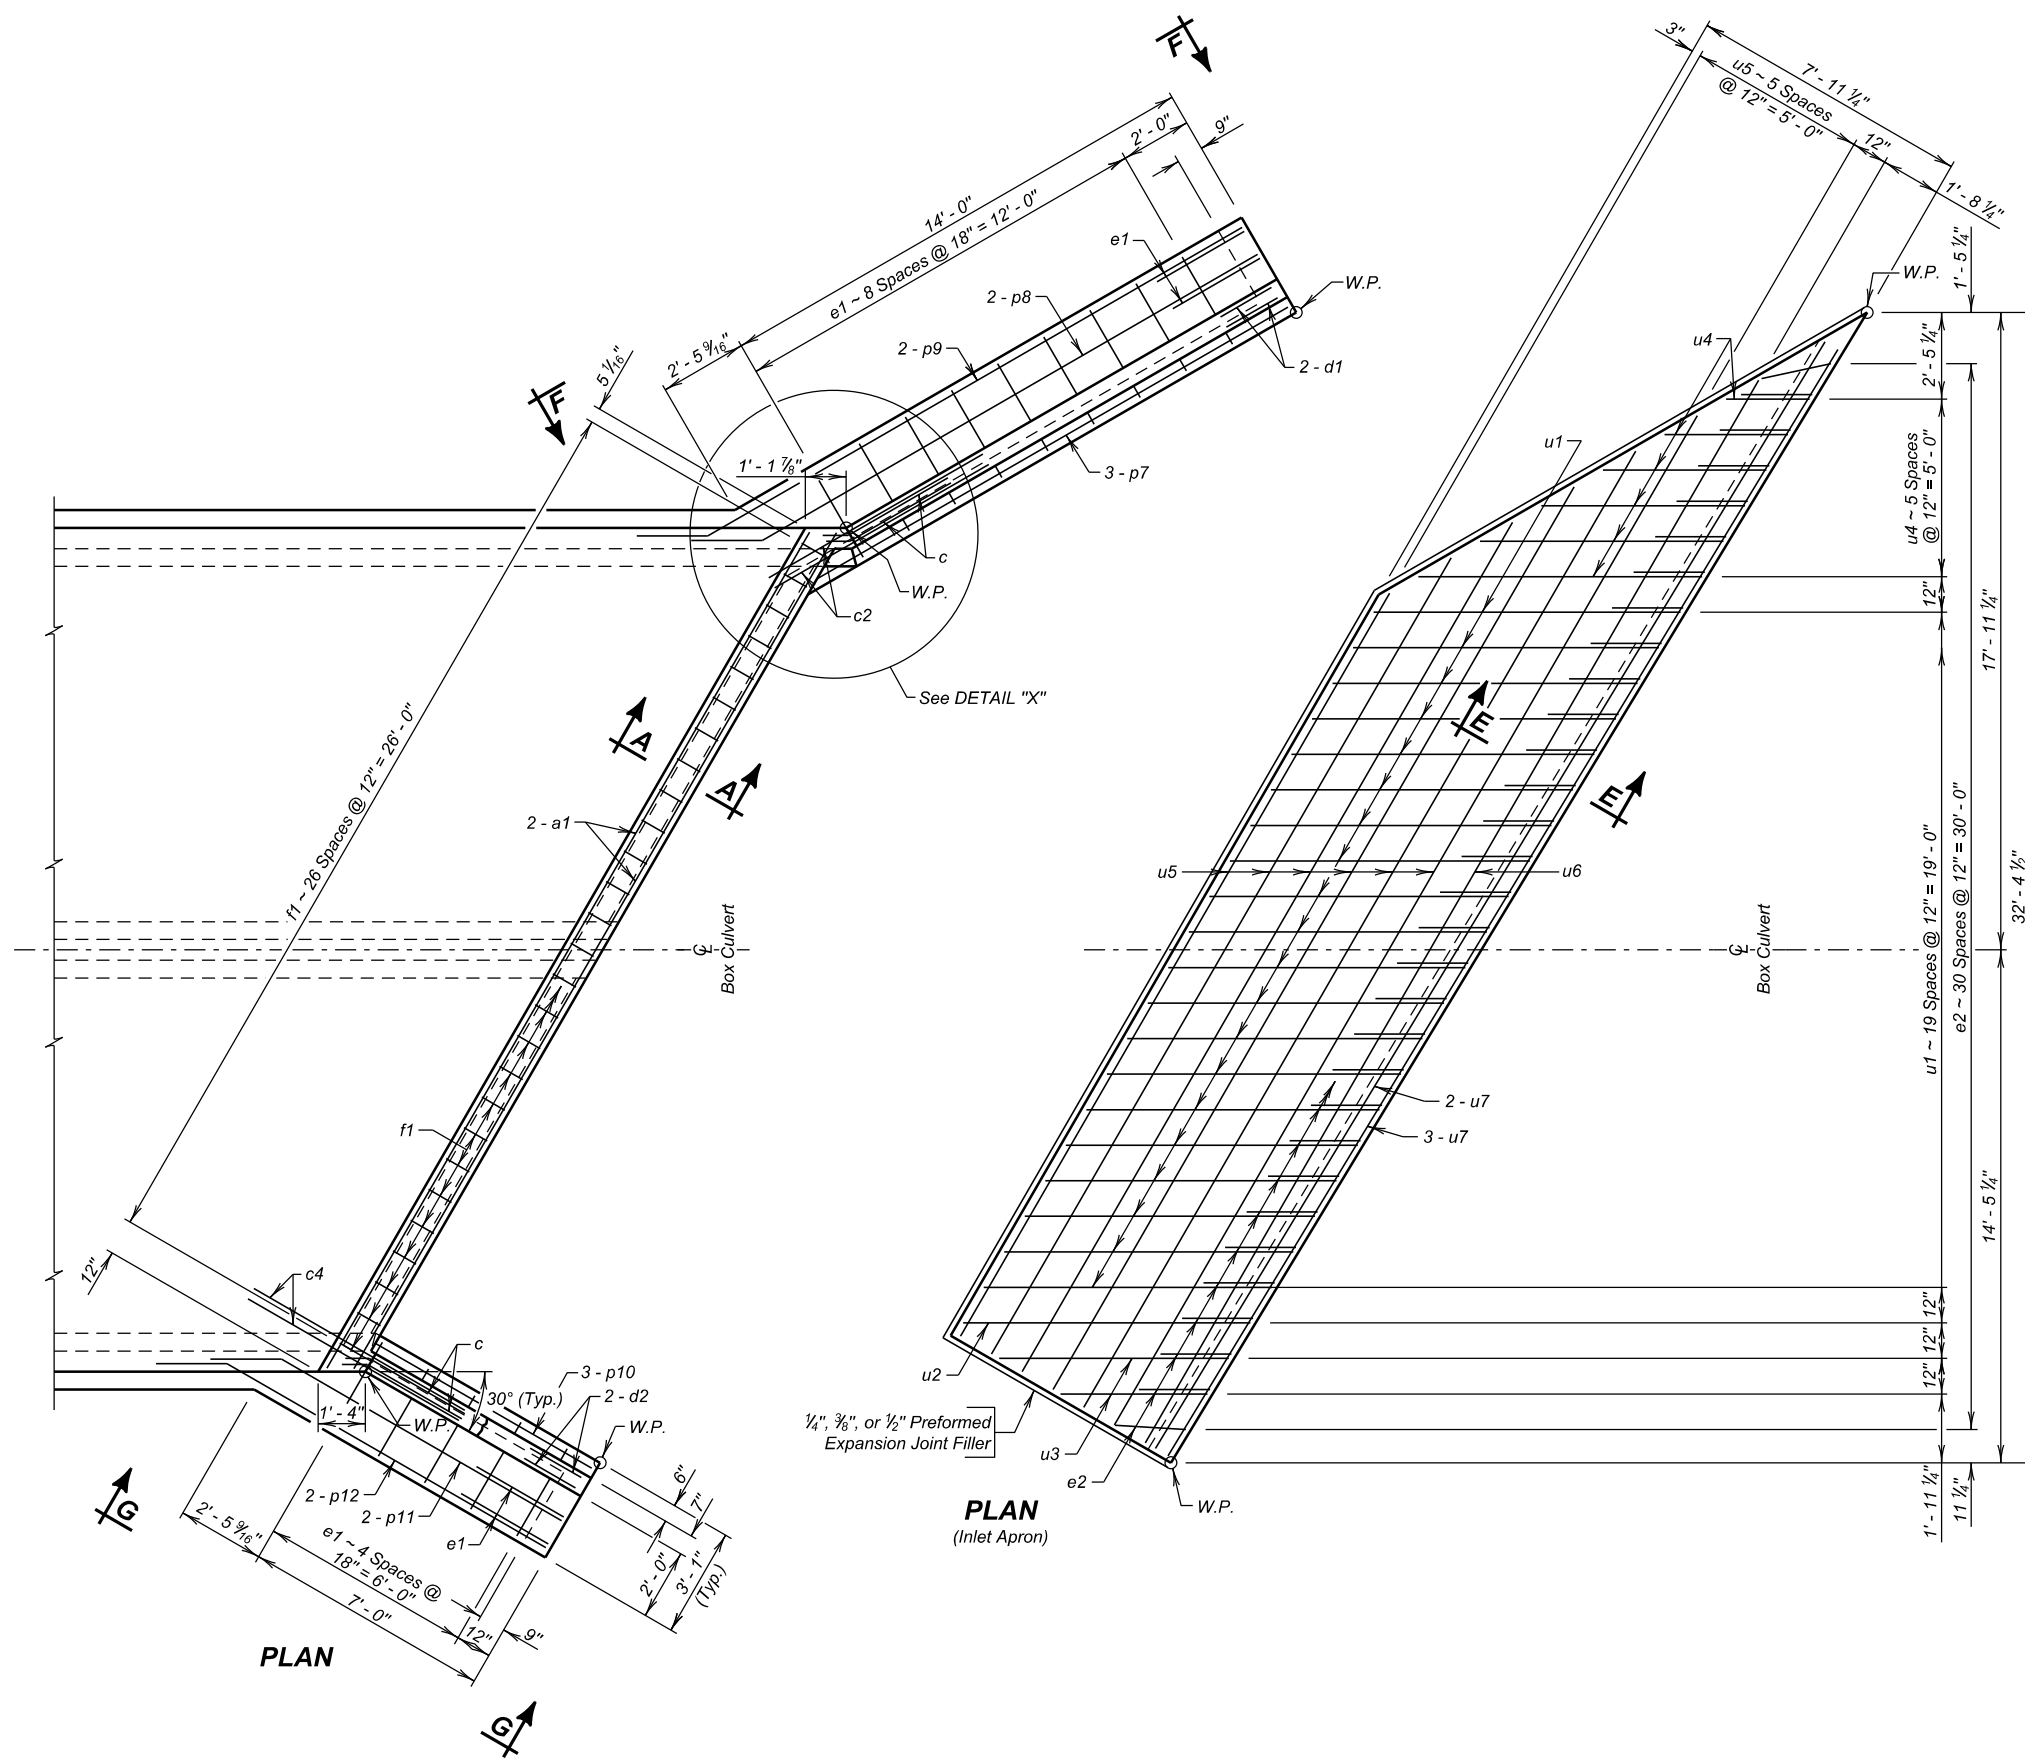 F
14' - 0"
2' - 0"
9"
e1 ~ 8 Spaces @ 18" = 12' - 0"
e1
W.P.
2 - p8
2 - p9
2' - 5 9/16"
5 1/16"
F
2 - d1
1' - 1 7/8"
3 - p7
c
W.P.
c2
See DETAIL "X"
A
A
f1 ~ 26 Spaces @ 12" = 26' - 0"
2 - a1
℄
Box Culvert
f1
12"
c4
c
3 - p10
30° (Typ.)
2 - d2
1' - 4"
W.P.
W.P.
2 - p12
2 - p11
e1
6"
7"
2' - 0"
3' - 1"
(Typ.)
G
2' - 5 9/16"
e1 ~ 4 Spaces @
18" = 6' - 0"
7' - 0"
12"
9"
PLAN
G
3"
7' - 11 1/4"
u5 ~ 5 Spaces
@ 12" = 5' - 0"
12"
1' - 8 1/4"
1' - 5 1/4"
W.P.
u4
2' - 5 1/4"
u1
u4 ~ 5 Spaces
@ 12" = 5' - 0"
12"
17' - 11 1/4"
E
E
u5
u6
u1 ~ 19 Spaces @ 12" = 19' - 0"
e2 ~ 30 Spaces @ 12" = 30' - 0"
32' - 4 1/2"
℄
Box Culvert
2 - u7
3 - u7
14' - 5 1/4"
12"
12"
12"
u2
1/4", 3/8", or 1/2" Preformed
Expansion Joint Filler
u3
e2
W.P.
1' - 11 1/4"
11 1/4"
PLAN
(Inlet Apron)